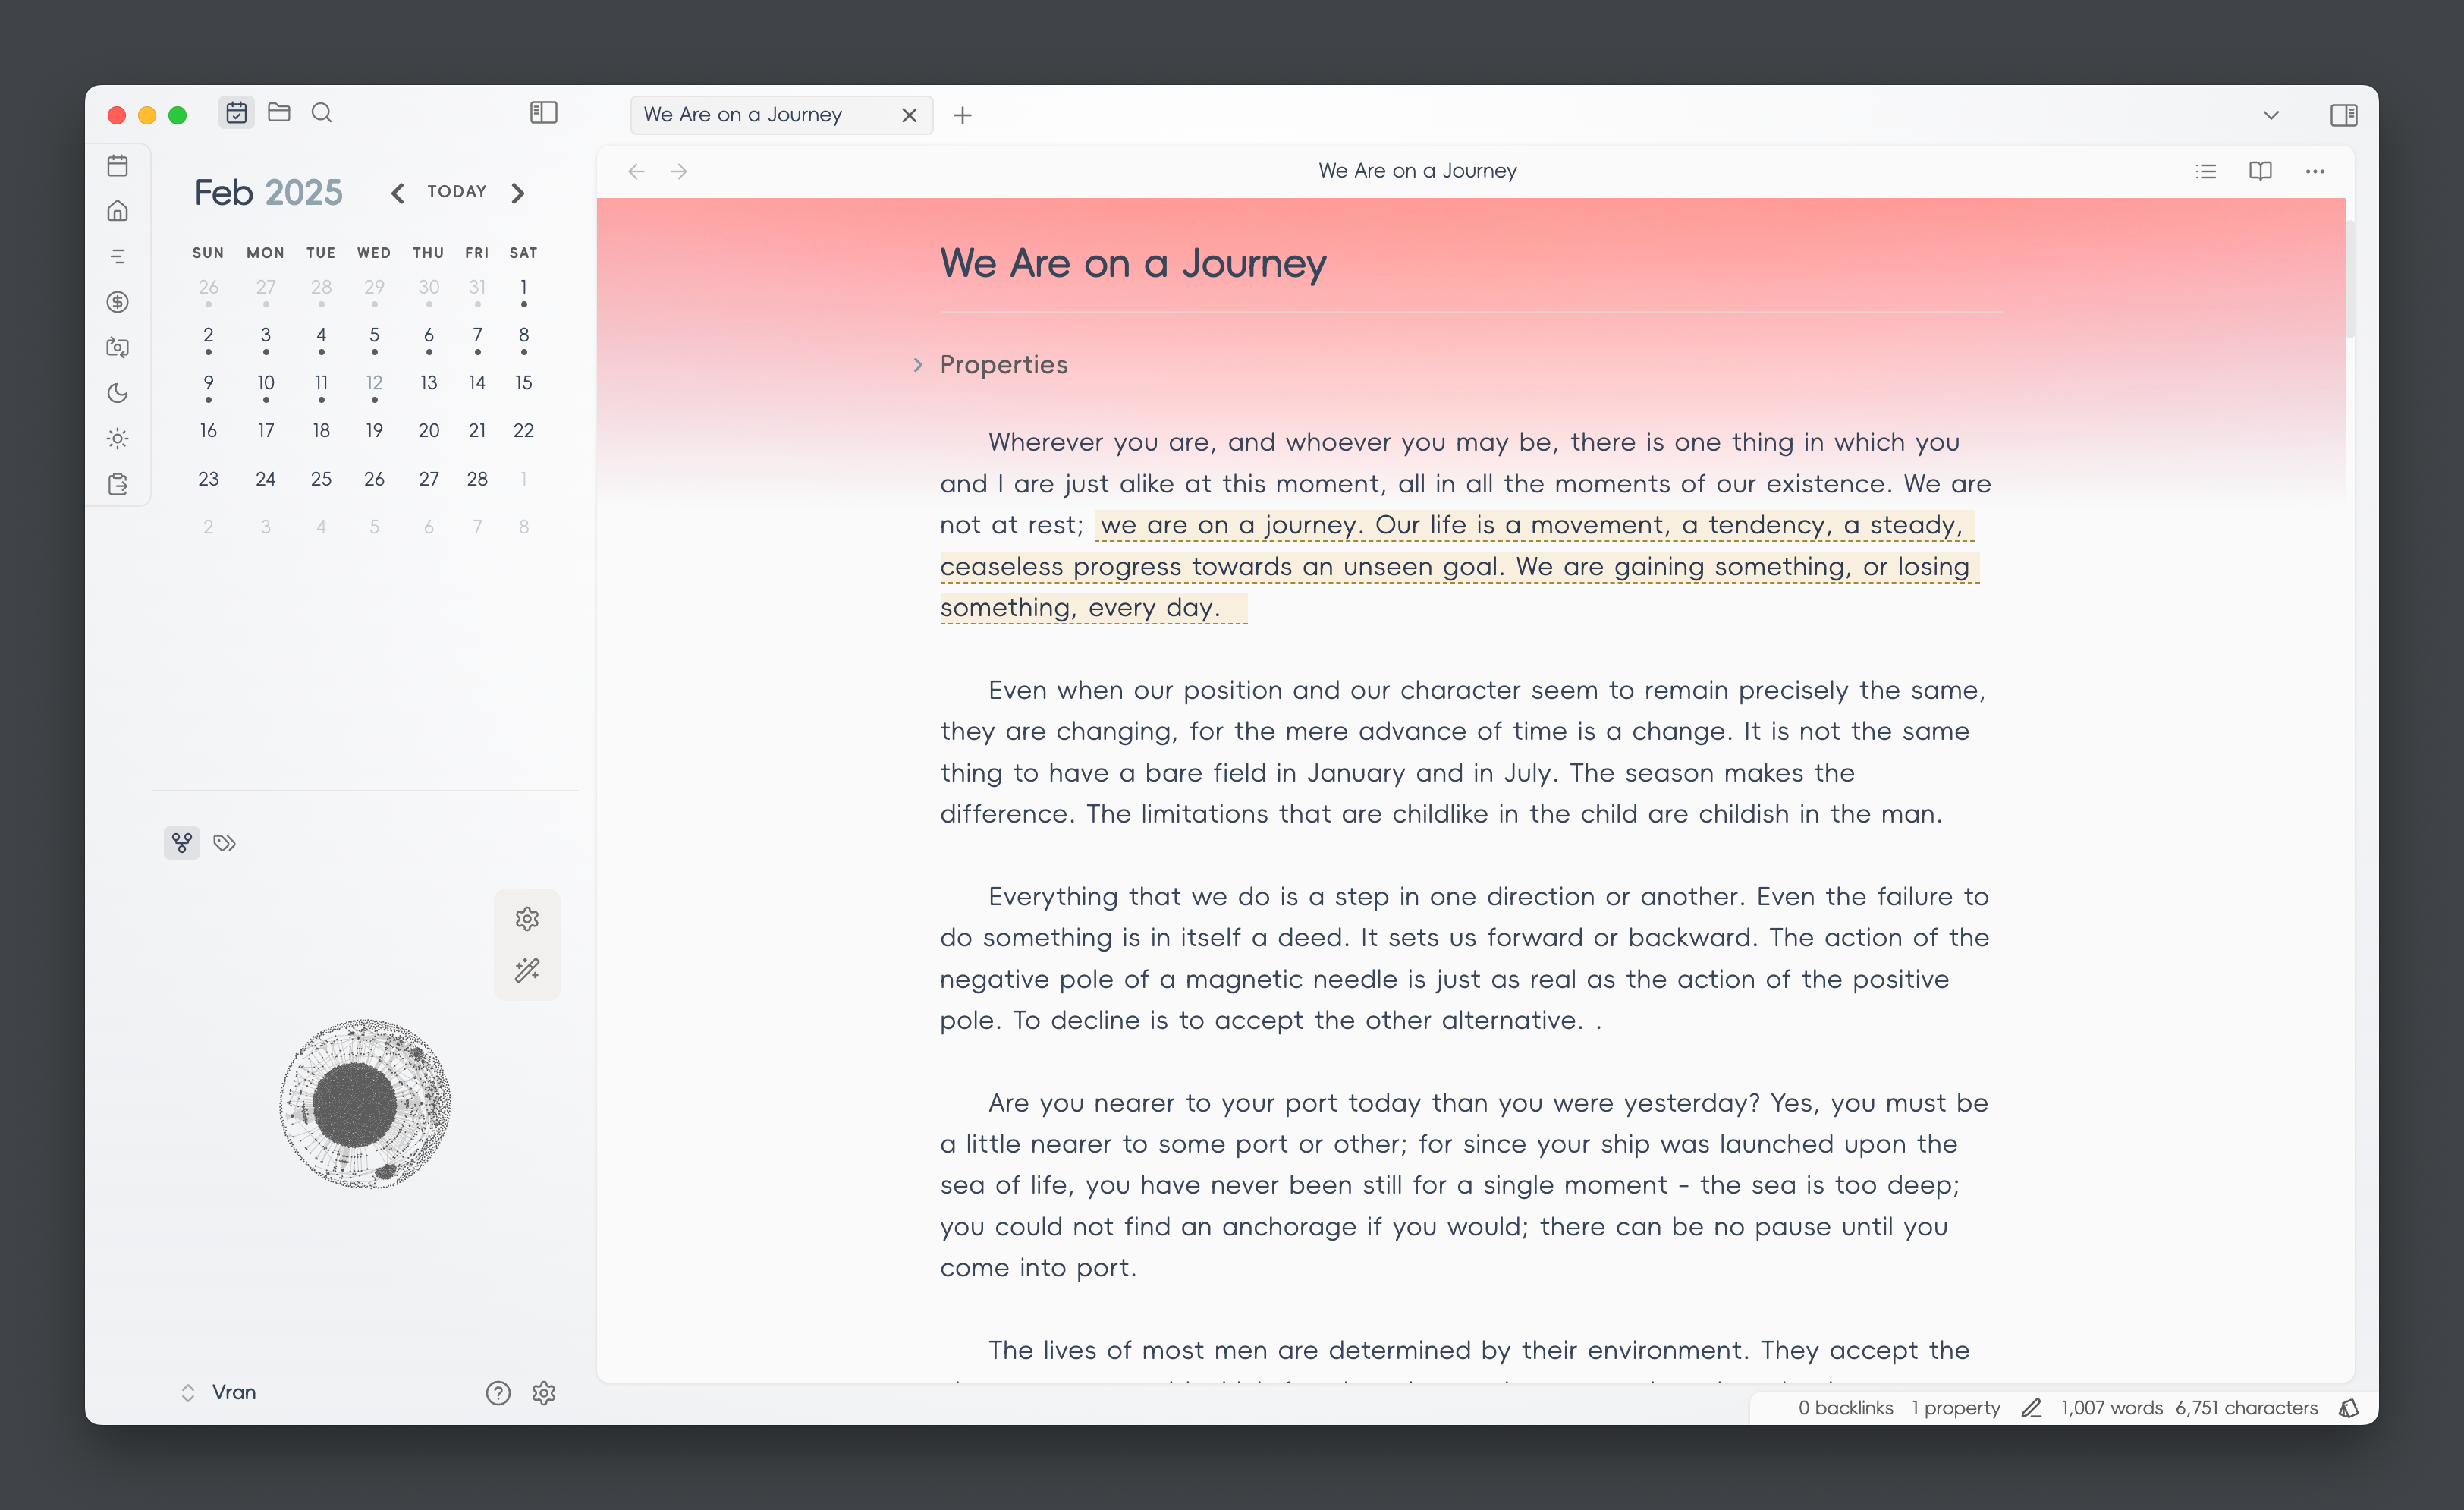 We Are on a Journey
Feb 2025
TODAY
SUN MON TUE WED THU FRI SAT
26 27 28 29 30 31 1
2 3 4 5 6 7 8
9 10 11 12 13 14 15
16 17 18 19 20 21 22
23 24 25 26 27 28 1
2 3 4 5 6 7 8
Vran
We Are on a Journey
We Are on a Journey
Properties
Wherever you are, and whoever you may be, there is one thing in which you
and I are just alike at this moment, all in all the moments of our existence. We are
not at rest; we are on a journey. Our life is a movement, a tendency, a steady,
ceaseless progress towards an unseen goal. We are gaining something, or losing
something, every day.
Even when our position and our character seem to remain precisely the same,
they are changing, for the mere advance of time is a change. It is not the same
thing to have a bare field in January and in July. The season makes the
difference. The limitations that are childlike in the child are childish in the man.
Everything that we do is a step in one direction or another. Even the failure to
do something is in itself a deed. It sets us forward or backward. The action of the
negative pole of a magnetic needle is just as real as the action of the positive
pole. To decline is to accept the other alternative. .
Are you nearer to your port today than you were yesterday? Yes, you must be
a little nearer to some port or other; for since your ship was launched upon the
sea of life, you have never been still for a single moment - the sea is too deep;
you could not find an anchorage if you would; there can be no pause until you
come into port.
The lives of most men are determined by their environment. They accept the
0 backlinks 1 property 1,007 words 6,751 characters